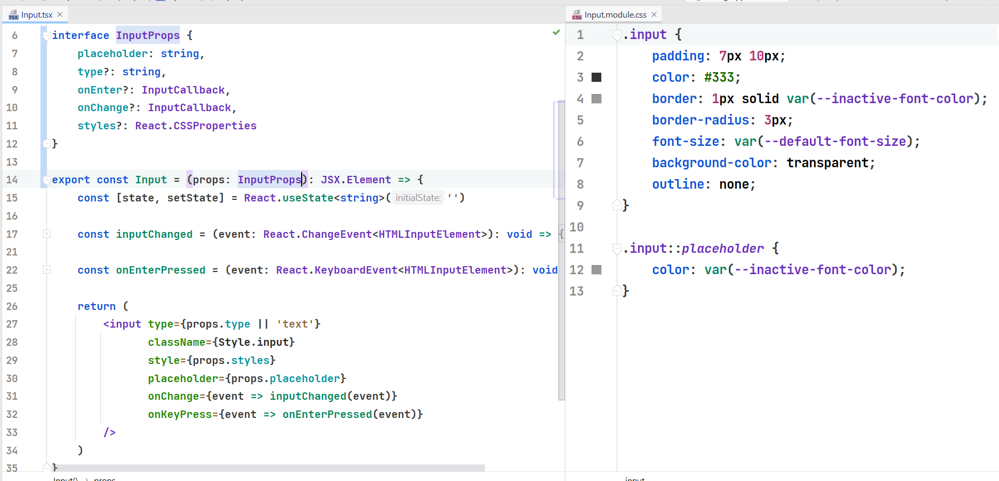 Input.tsx
6 interface InputProps {
7 placeholder: string,
8 type?: string,
9 onEnter?: InputCallback,
10 onChange?: InputCallback,
11 styles?: React.CSSProperties
12 }
13
14 export const Input = (props: InputProps): JSX.Element => {
15 const [state, setState] = React.useState<string>( initialState: '')
16
17 const inputChanged = (event: React.ChangeEvent<HTMLInputElement>): void => {
21
22 const onEnterPressed = (event: React.KeyboardEvent<HTMLInputElement>): void
25
26 return (
27 <input type={props.type || 'text'}
28 className={Style.input}
29 style={props.styles}
30 placeholder={props.placeholder}
31 onChange={event => inputChanged(event)}
32 onKeyPress={event => onEnterPressed(event)}
33 />
34 )
35 }
Input() > props
Input.module.css
1 .input {
2 padding: 7px 10px;
3 color: #333;
4 border: 1px solid var(--inactive-font-color);
5 border-radius: 3px;
6 font-size: var(--default-font-size);
7 background-color: transparent;
8 outline: none;
9 }
10
11 .input::placeholder {
12 color: var(--inactive-font-color);
13 }
.input